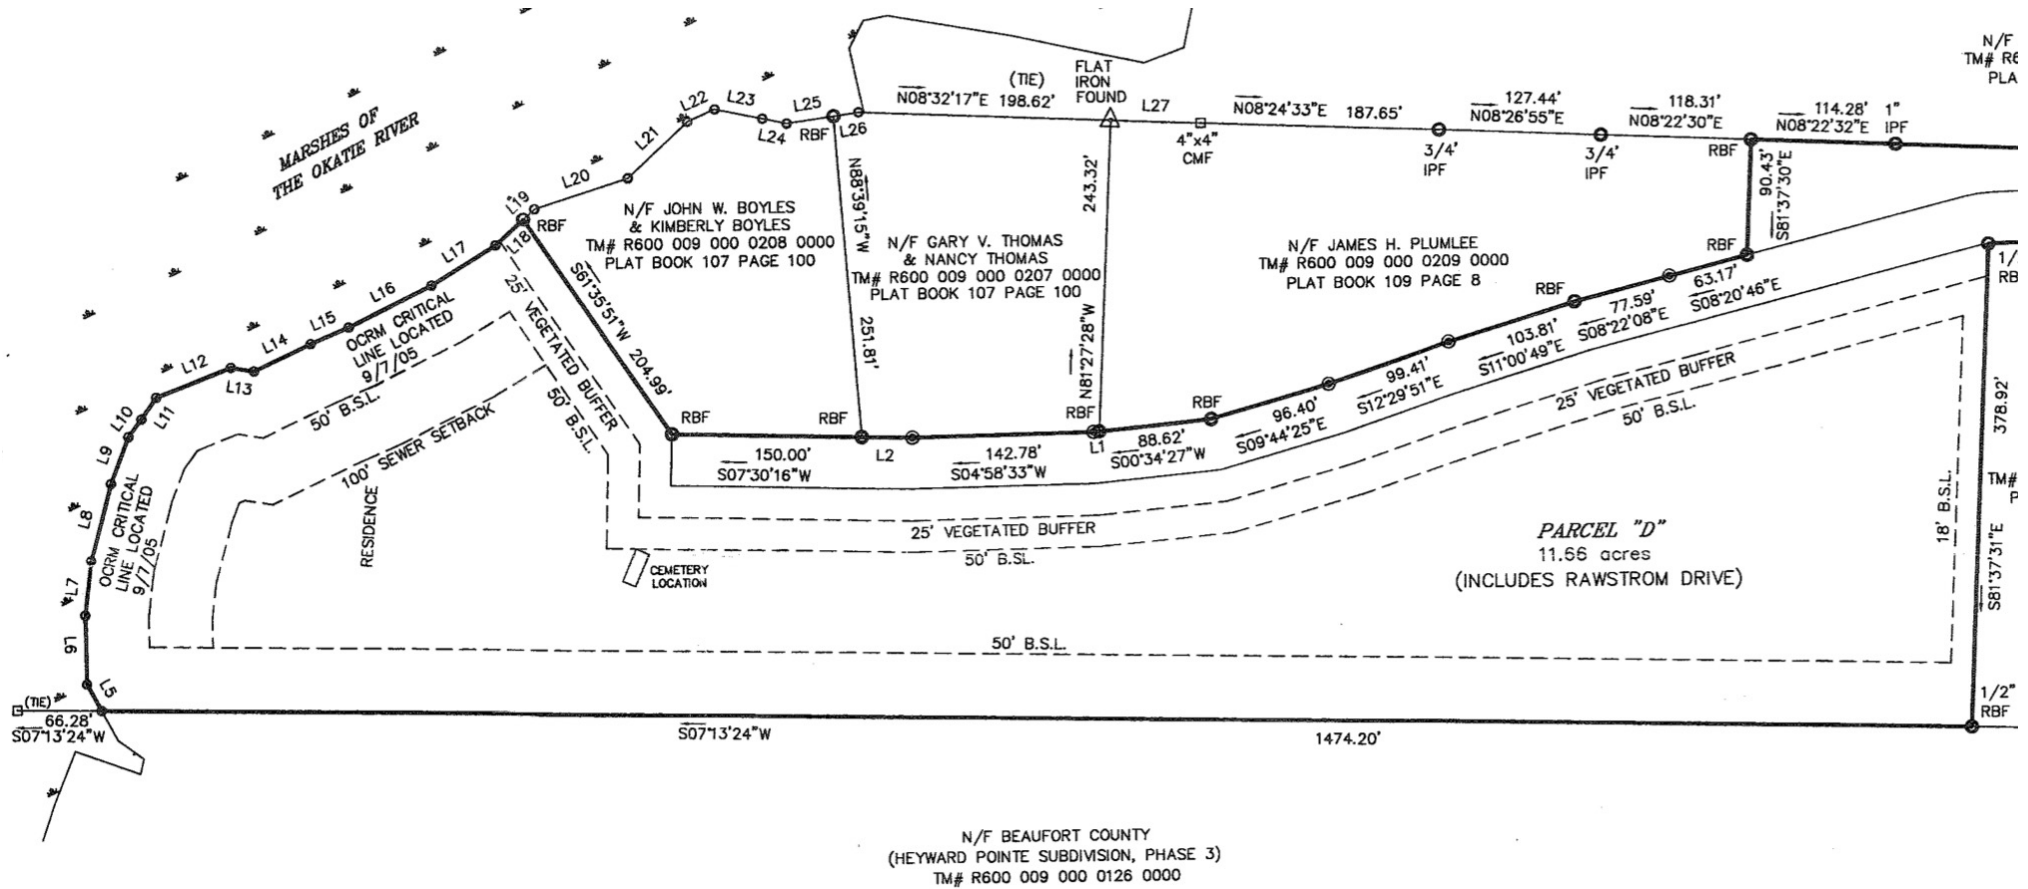 N/F
TM# R6
PLA
MARSHES OF
THE OKATIE RIVER
L22
L23
L24
L25
RBF
L26
N08°32'17"E 198.62'
(TIE)
FLAT
IRON
FOUND
L27
4"x4"
CMF
N08°24'33"E 187.65'
3/4'
IPF
127.44'
N08°26'55"E
3/4'
IPF
118.31'
N08°22'30"E
RBF
114.28'
N08°22'32"E
1"
IPF
L21
L20
L19
RBF
L18
L17
L16
L15
L14
L13
L12
L11
L10
L9
L8
L7
L6
L5
N/F JOHN W. BOYLES
& KIMBERLY BOYLES
TM# R600 009 000 0208 0000
PLAT BOOK 107 PAGE 100
N88°39'15"W
251.81'
N/F GARY V. THOMAS
& NANCY THOMAS
TM# R600 009 000 0207 0000
PLAT BOOK 107 PAGE 100
243.32'
N81°27'28"W
N/F JAMES H. PLUMLEE
TM# R600 009 000 0209 0000
PLAT BOOK 109 PAGE 8
90.43'
S81°37'30"E
RBF
63.17'
S08°20'46"E
77.59'
S08°22'08"E
RBF
103.81'
S11°00'49"E
99.41'
S12°29'51"E
96.40'
S09°44'25"E
RBF
88.62'
S00°34'27"W
L1
RBF
142.78'
S04°58'33"W
L2
RBF
150.00'
S07°30'16"W
RBF
S61°35'51"W 204.99'
25' VEGETATED BUFFER
50' B.S.L.
OCRM CRITICAL
LINE LOCATED
9/7/05
50' B.S.L.
100' SEWER SETBACK
RESIDENCE
OCRM CRITICAL
LINE LOCATED
9/7/05
25' VEGETATED BUFFER
50' B.S.L.
25' VEGETATED BUFFER
50' B.SL.
CEMETERY
LOCATION
PARCEL "D"
11.66 acres
(INCLUDES RAWSTROM DRIVE)
18' B.S.L.
378.92'
S81°37'31"E
1/
RB
TM#
P
50' B.S.L.
1/2"
RBF
(TIE)
66.28'
S07°13'24"W
S07°13'24"W
1474.20'
N/F BEAUFORT COUNTY
(HEYWARD POINTE SUBDIVISION, PHASE 3)
TM# R600 009 000 0126 0000